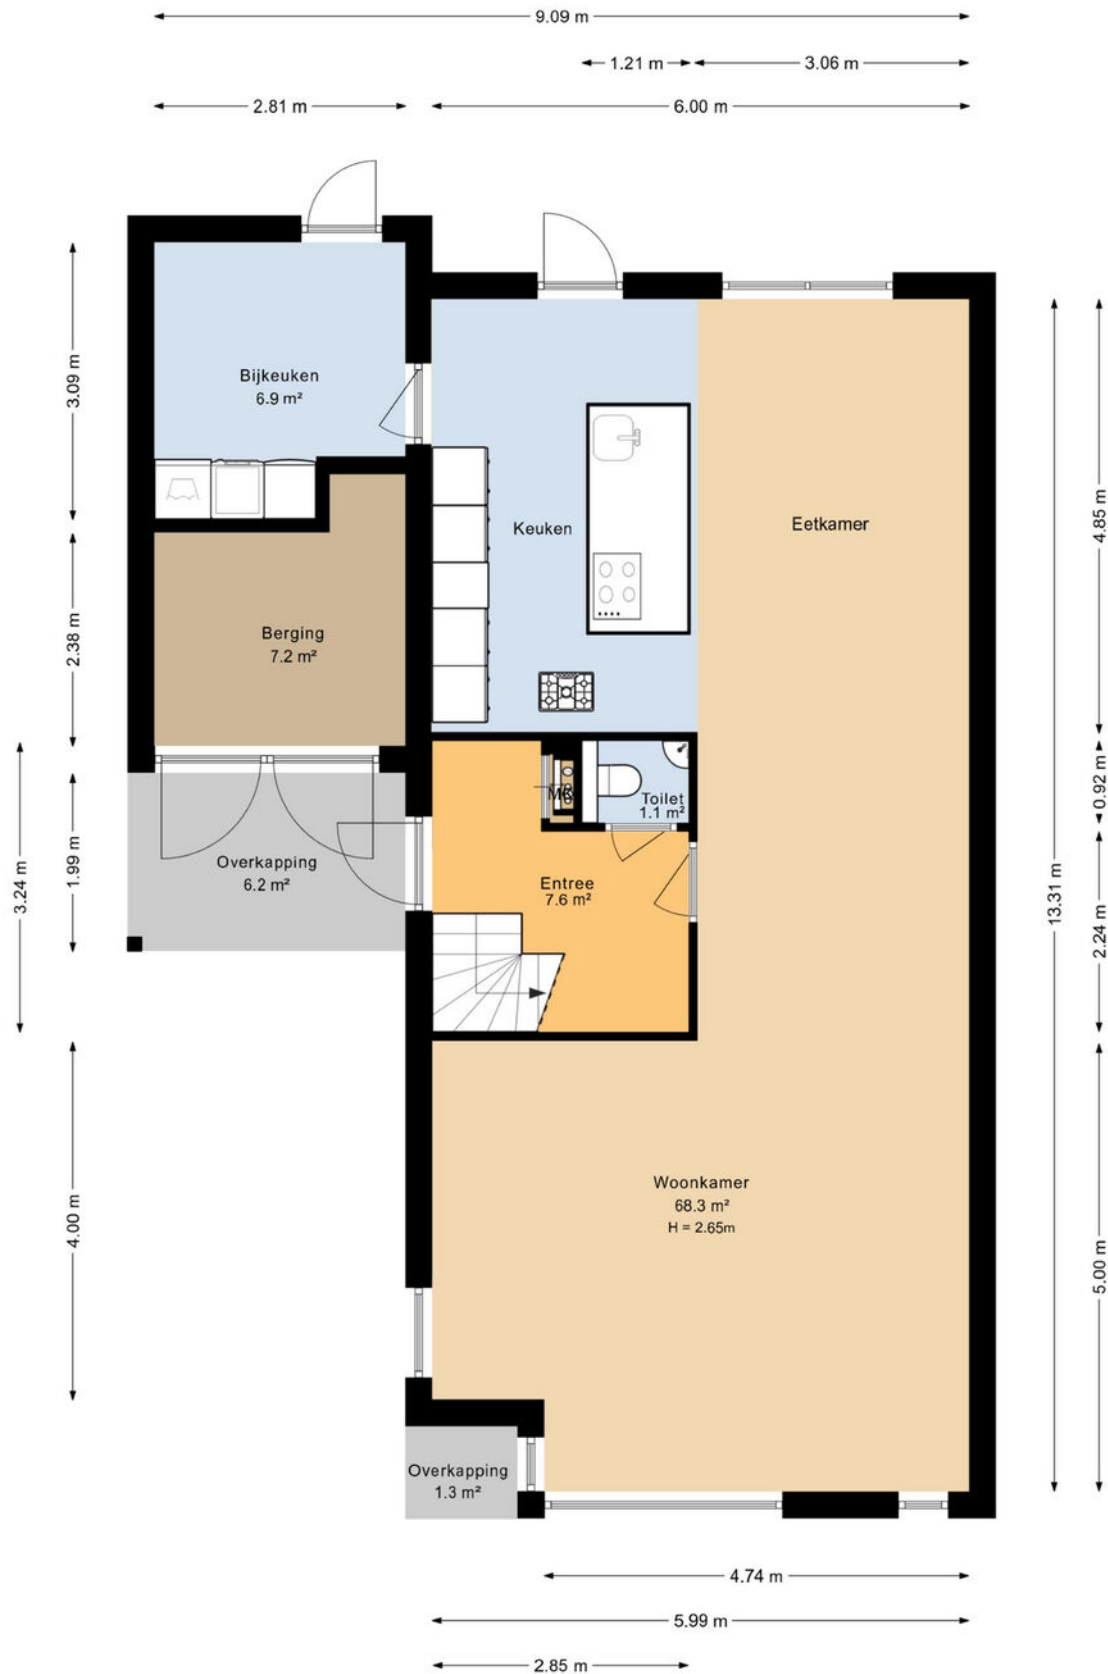 9.09 m
1.21 m
3.06 m
2.81 m
6.00 m
3.09 m
Bijkeuken
6.9 m²
Keuken
Eetkamer
4.85 m
2.38 m
Berging
7.2 m²
0.92 m
Toilet
1.1 m²
3.24 m
1.99 m
Overkapping
6.2 m²
Entree
7.6 m²
13.31 m
2.24 m
4.00 m
Woonkamer
68.3 m²
H = 2.65m
5.00 m
Overkapping
1.3 m²
4.74 m
5.99 m
2.85 m